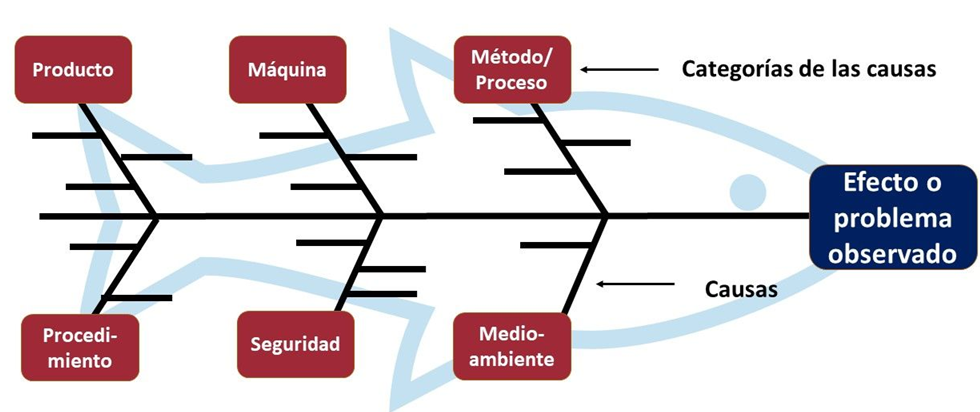 Producto
Máquina
Método/
Proceso
Categorías de las causas
Efecto o
problema
observado
Causas
Procedi-
miento
Seguridad
Medio-
ambiente